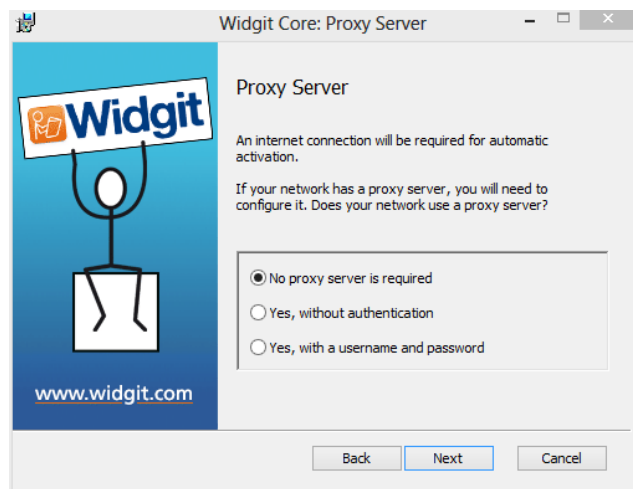 Widgit Core: Proxy Server
Widgit
Proxy Server
An internet connection will be required for automatic
activation.
If your network has a proxy server, you will need to
configure it. Does your network use a proxy server?
No proxy server is required
Yes, without authentication
Yes, with a username and password
www.widgit.com
Back Next Cancel